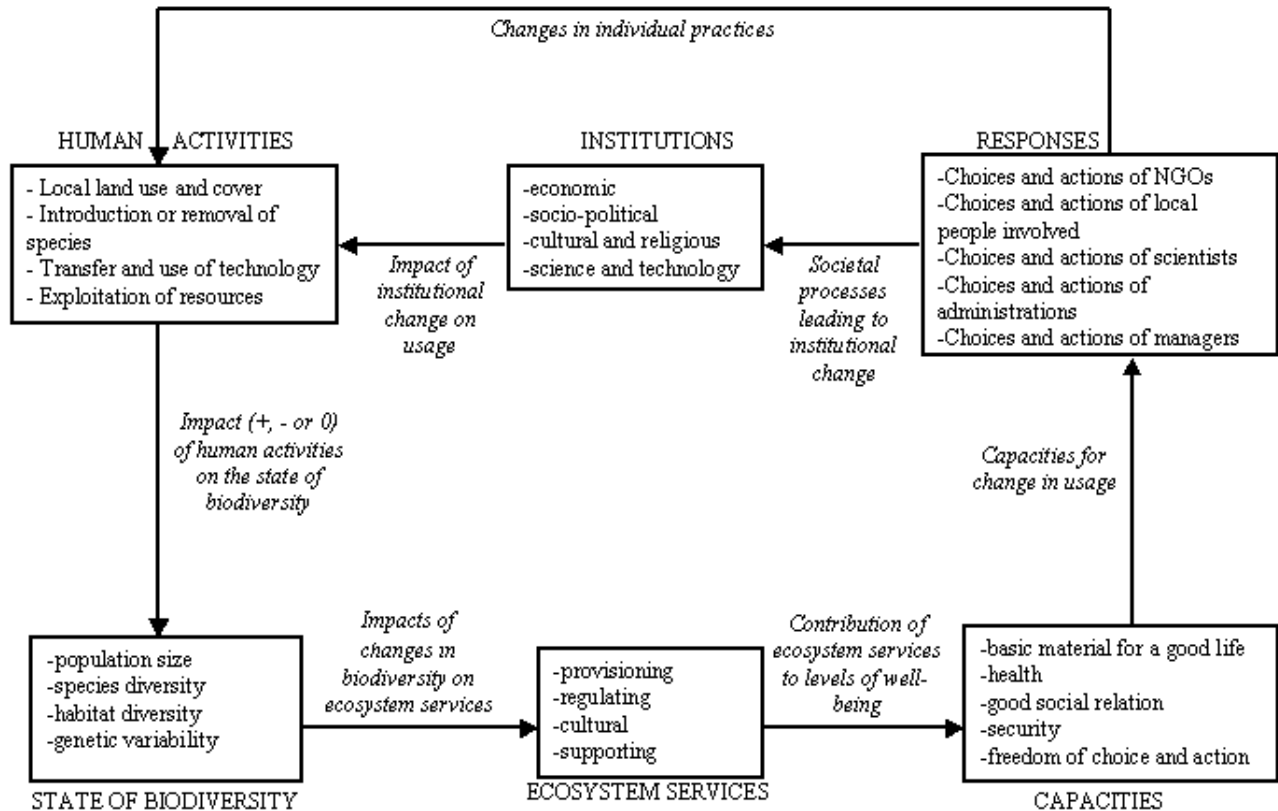 Changes in individual practices
HUMAN ACTIVITIES
- Local land use and cover
- Introduction or removal of
species
- Transfer and use of technology
- Exploitation of resources
Impact of
institutional
change on
usage
INSTITUTIONS
-economic
-socio-political
-cultural and religious
-science and technology
Societal
processes
leading to
institutional
change
RESPONSES
-Choices and actions of NGOs
-Choices and actions of local
people involved
-Choices and actions of scientists
-Choices and actions of
administrations
-Choices and actions of managers
Impact (+, - or 0)
of human activities
on the state of
biodiversity
Capacities for
change in usage
-population size
-species diversity
-habitat diversity
-genetic variability
STATE OF BIODIVERSITY
Impacts of
changes in
biodiversity on
ecosystem services
-provisioning
-regulating
-cultural
-supporting
ECOSYSTEM SERVICES
Contribution of
ecosystem services
to levels of well-
being
-basic material for a good life
-health
-good social relation
-security
-freedom of choice and action
CAPACITIES